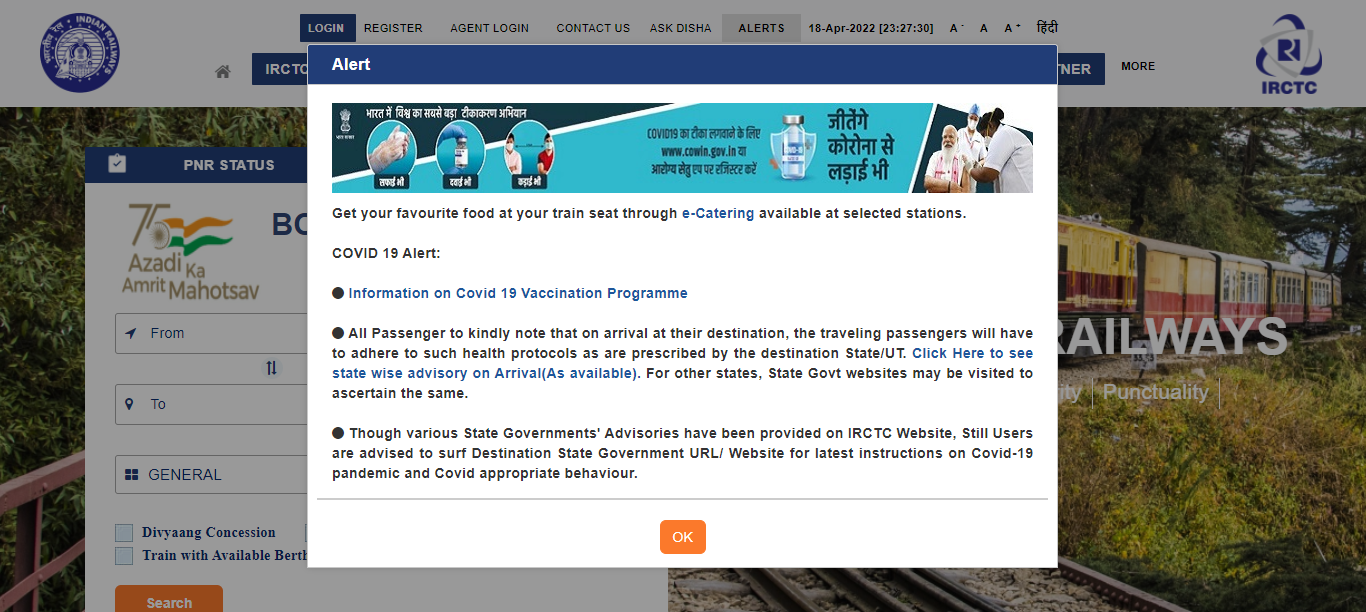 LOGIN REGISTER AGENT LOGIN CONTACT US ASK DISHA ALERTS 18-Apr-2022 [23:27:30] A - A A + हिंदी
INDIAN RAILWAYS
भारतीय रेल
IRCTC
MORE
IRCTC
Alert
भारत में विश्व का सबसे बड़ा टीकाकरण अभियान
सफाई भी
दवाई भी
कड़ाई भी
COVID19 का टीका लगवाने के लिए
www.cowin.gov.in या
आरोग्य सेतु एप पर रजिस्टर करें
जीतेंगे
कोरोना से
लड़ाई भी
Get your favourite food at your train seat through e-Catering available at selected stations.
COVID 19 Alert:
● Information on Covid 19 Vaccination Programme
● All Passenger to kindly note that on arrival at their destination, the traveling passengers will have
to adhere to such health protocols as are prescribed by the destination State/UT. Click Here to see
state wise advisory on Arrival(As available). For other states, State Govt websites may be visited to
ascertain the same.
● Though various State Governments' Advisories have been provided on IRCTC Website, Still Users
are advised to surf Destination State Government URL/ Website for latest instructions on Covid-19
pandemic and Covid appropriate behaviour.
OK
PNR STATUS
75
Azadi Ka
Amrit Mahotsav
BO
From
To
GENERAL
Divyaang Concession
Train with Available Berth
Search
RAILWAYS
Punctuality